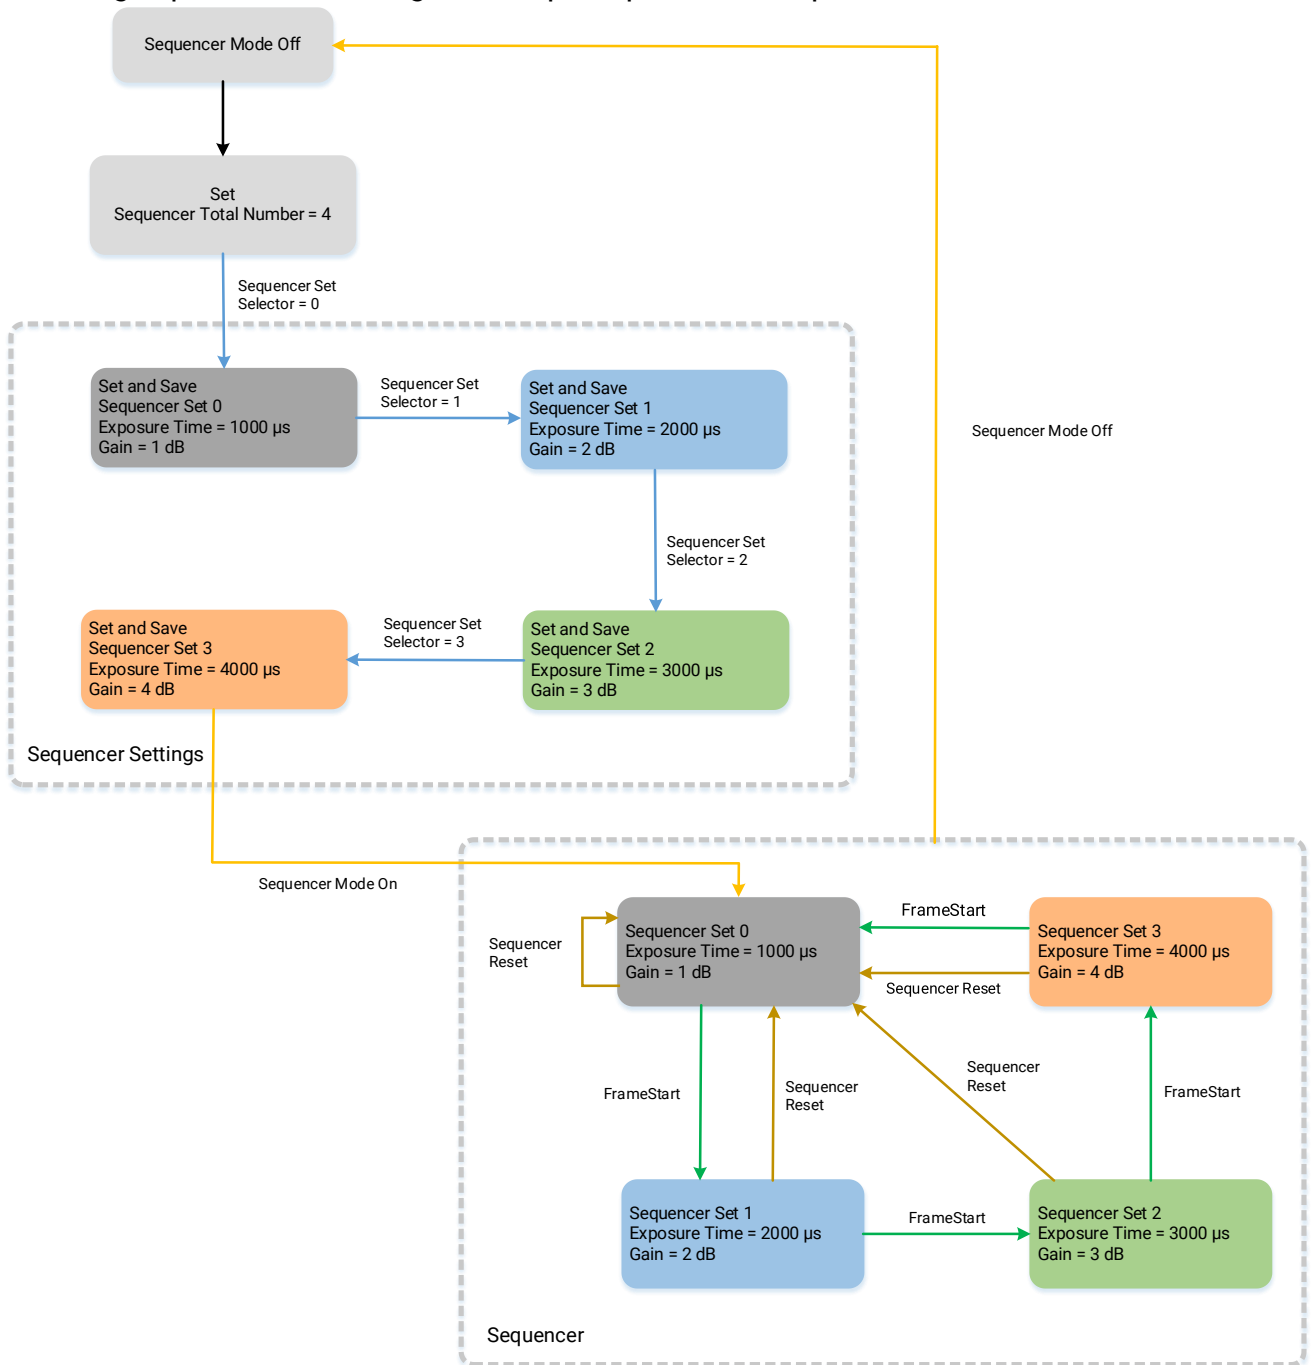 Sequencer Mode Off
Set
Sequencer Total Number = 4
Sequencer Set
Selector = 0
Set and Save
Sequencer Set 0
Exposure Time = 1000 µs
Gain = 1 dB
Sequencer Set
Selector = 1
Set and Save
Sequencer Set 1
Exposure Time = 2000 µs
Gain = 2 dB
Sequencer Mode Off
Sequencer Set
Selector = 2
Set and Save
Sequencer Set 3
Exposure Time = 4000 µs
Gain = 4 dB
Sequencer Set
Selector = 3
Set and Save
Sequencer Set 2
Exposure Time = 3000 µs
Gain = 3 dB
Sequencer Settings
Sequencer Mode On
Sequencer
Reset
Sequencer Set 0
Exposure Time = 1000 µs
Gain = 1 dB
FrameStart
Sequencer Reset
Sequencer Set 3
Exposure Time = 4000 µs
Gain = 4 dB
FrameStart
Sequencer
Reset
Sequencer
Reset
FrameStart
Sequencer Set 1
Exposure Time = 2000 µs
Gain = 2 dB
FrameStart
Sequencer Set 2
Exposure Time = 3000 µs
Gain = 3 dB
Sequencer